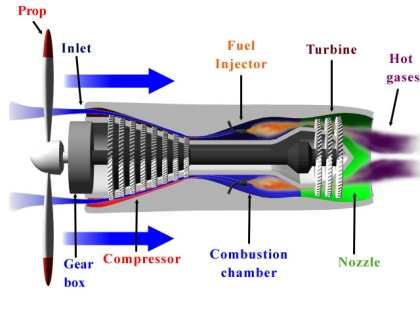 Prop
Inlet
Fuel
Injector
Turbine
Hot
gases
Gear
box
Compressor
Combustion
chamber
Nozzle